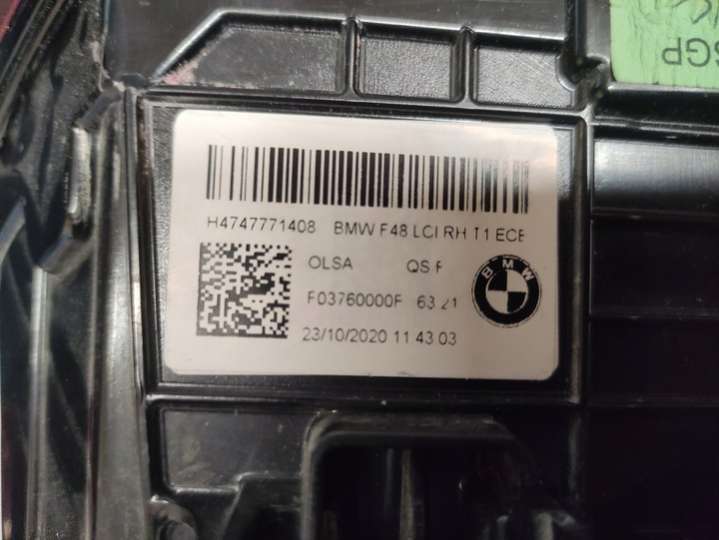 H4747771408 BMW F48 LCI RH T1 ECE
OLSA QS F
F03760000F 63 21
BMW
23/10/2020 11 43 03